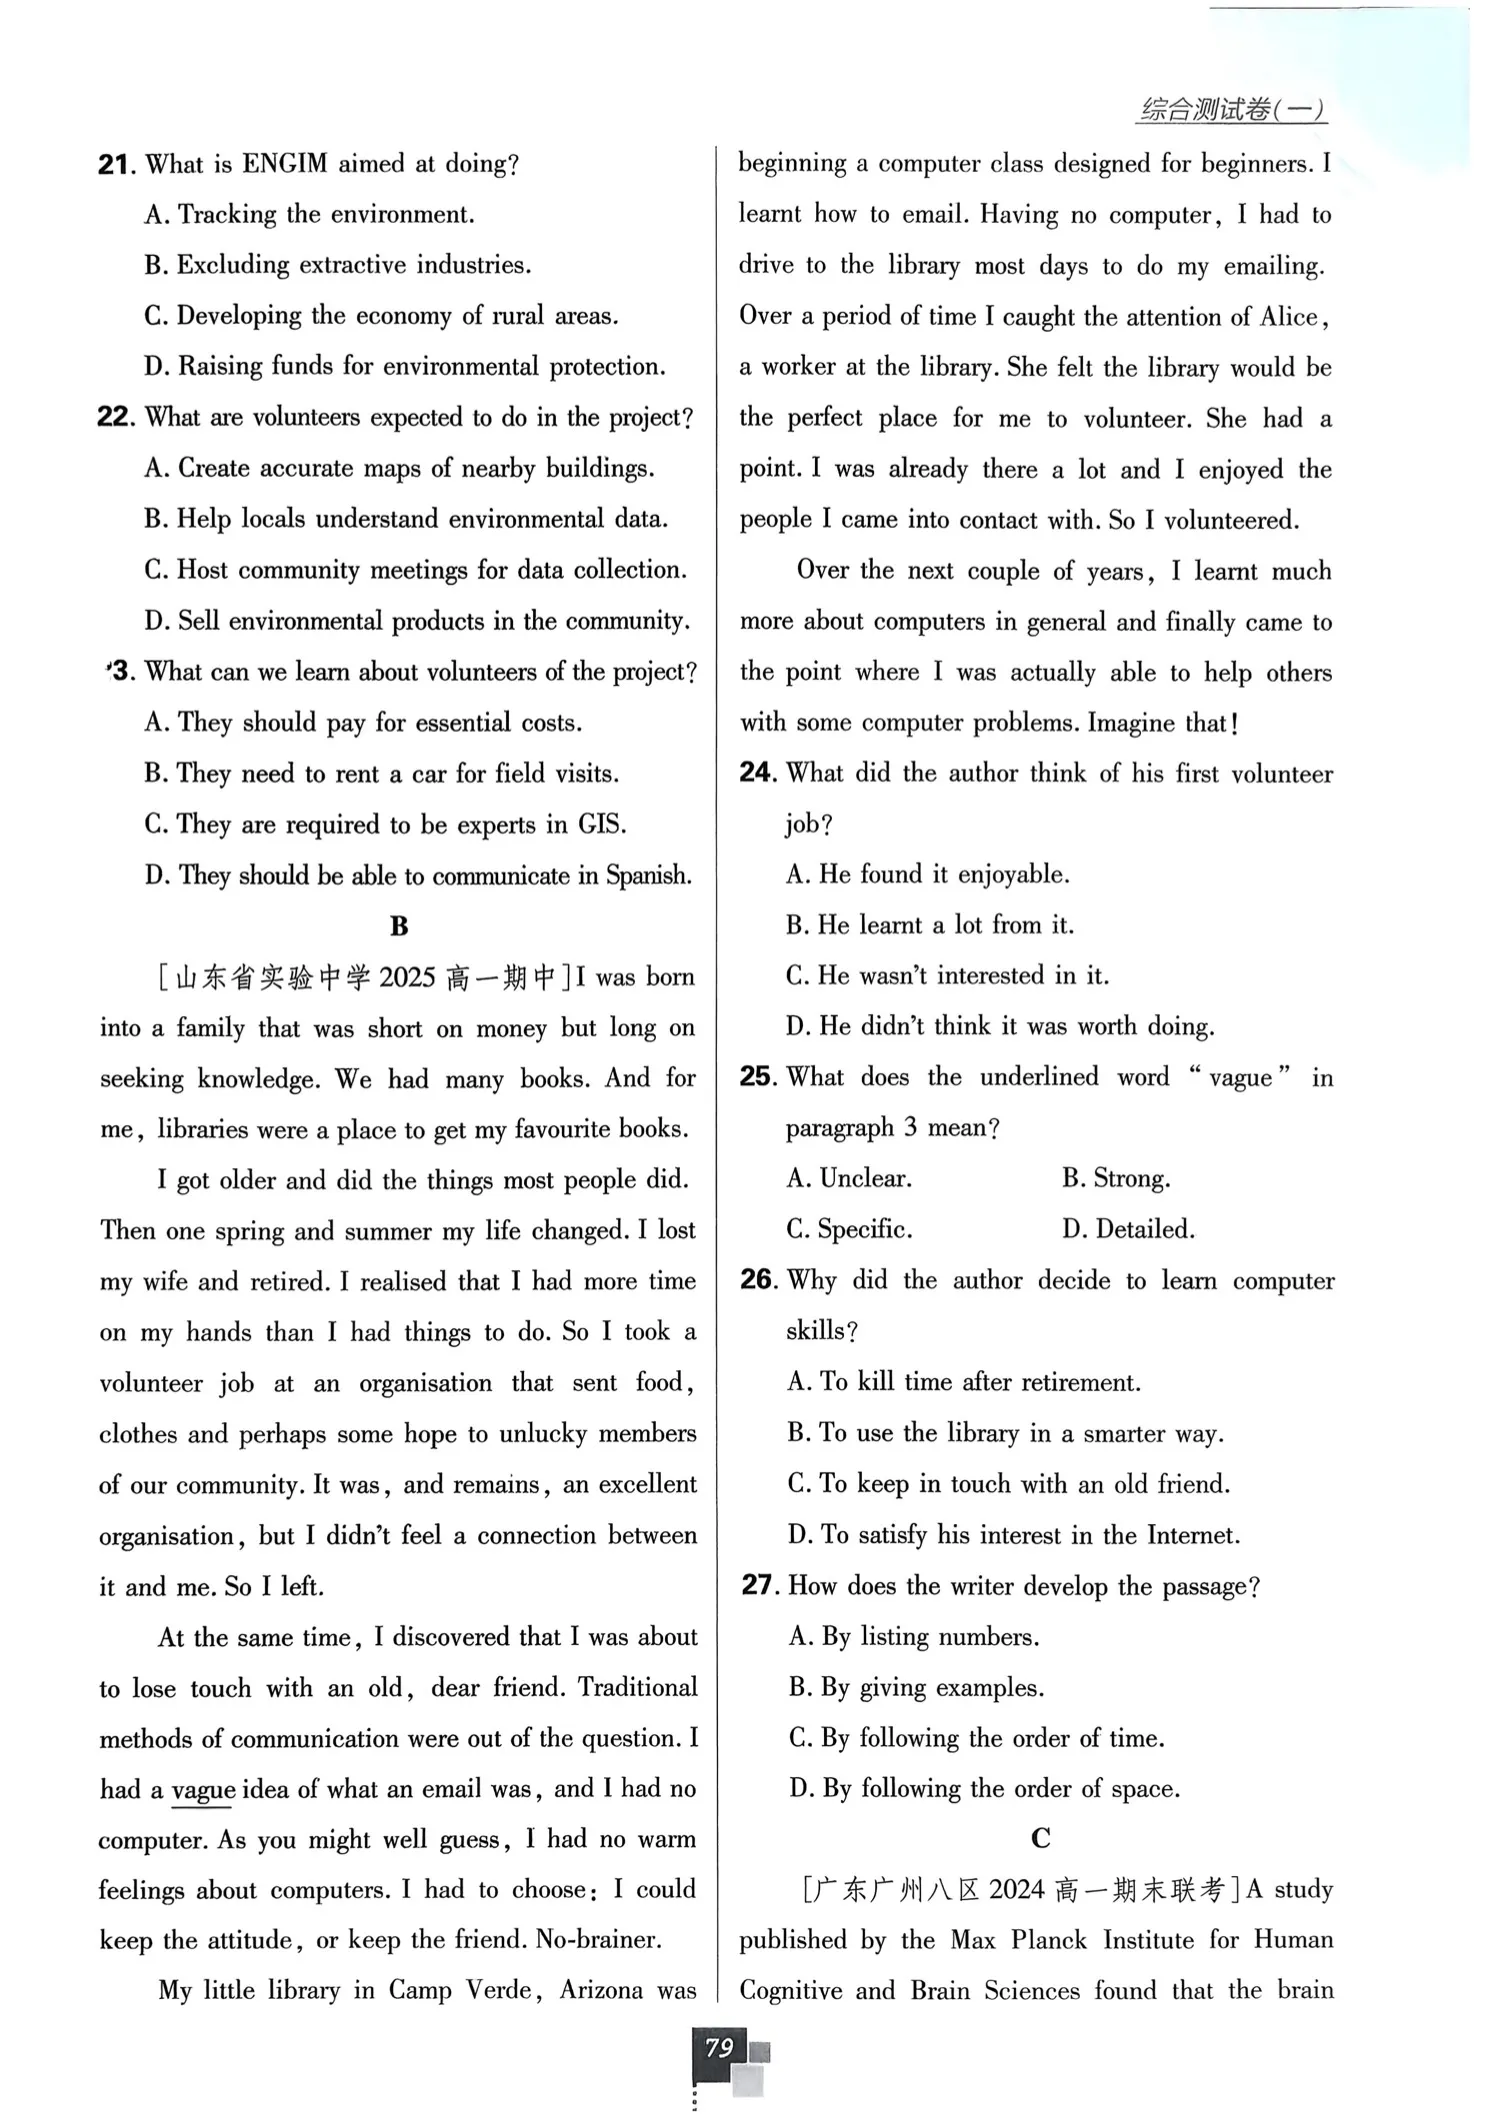 综合测试卷(一)
21. What is ENGIM aimed at doing?
A. Tracking the environment.
B. Excluding extractive industries.
C. Developing the economy of rural areas.
D. Raising funds for environmental protection.
22. What are volunteers expected to do in the project?
A. Create accurate maps of nearby buildings.
B. Help locals understand environmental data.
C. Host community meetings for data collection.
D. Sell environmental products in the community.
3. What can we learn about volunteers of the project?
A. They should pay for essential costs.
B. They need to rent a car for field visits.
C. They are required to be experts in GIS.
D. They should be able to communicate in Spanish.
B
[山东省实验中学 2025 高一期中]I was born
into a family that was short on money but long on
seeking knowledge. We had many books. And for
me, libraries were a place to get my favourite books.
I got older and did the things most people did.
Then one spring and summer my life changed. I lost
my wife and retired. I realised that I had more time
on my hands than I had things to do. So I took a
volunteer job at an organisation that sent food,
clothes and perhaps some hope to unlucky members
of our community. It was, and remains, an excellent
organisation, but I didn't feel a connection between
it and me. So I left.
At the same time, I discovered that I was about
to lose touch with an old, dear friend. Traditional
methods of communication were out of the question. I
had a vague idea of what an email was, and I had no
computer. As you might well guess, I had no warm
feelings about computers. I had to choose: I could
keep the attitude, or keep the friend. No-brainer.
My little library in Camp Verde, Arizona was
beginning a computer class designed for beginners. I
learnt how to email. Having no computer, I had to
drive to the library most days to do my emailing.
Over a period of time I caught the attention of Alice,
a worker at the library. She felt the library would be
the perfect place for me to volunteer. She had a
point. I was already there a lot and I enjoyed the
people I came into contact with. So I volunteered.
Over the next couple of years, I learnt much
more about computers in general and finally came to
the point where I was actually able to help others
with some computer problems. Imagine that!
24. What did the author think of his first volunteer
job?
A. He found it enjoyable.
B. He learnt a lot from it.
C. He wasn't interested in it.
D. He didn't think it was worth doing.
25. What does the underlined word "vague" in
paragraph 3 mean?
A. Unclear. B. Strong.
C. Specific. D. Detailed.
26. Why did the author decide to learn computer
skills?
A. To kill time after retirement.
B. To use the library in a smarter way.
C. To keep in touch with an old friend.
D. To satisfy his interest in the Internet.
27. How does the writer develop the passage?
A. By listing numbers.
B. By giving examples.
C. By following the order of time.
D. By following the order of space.
C
[广东广州八区 2024 高一期末联考]A study
published by the Max Planck Institute for Human
Cognitive and Brain Sciences found that the brain
79